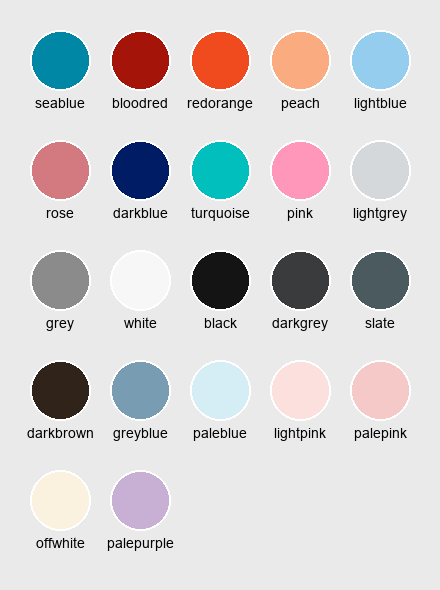 seablue bloodred redorange peach lightblue
rose darkblue turquoise pink lightgrey
grey white black darkgrey slate
darkbrown greyblue paleblue lightpink palepink
offwhite palepurple